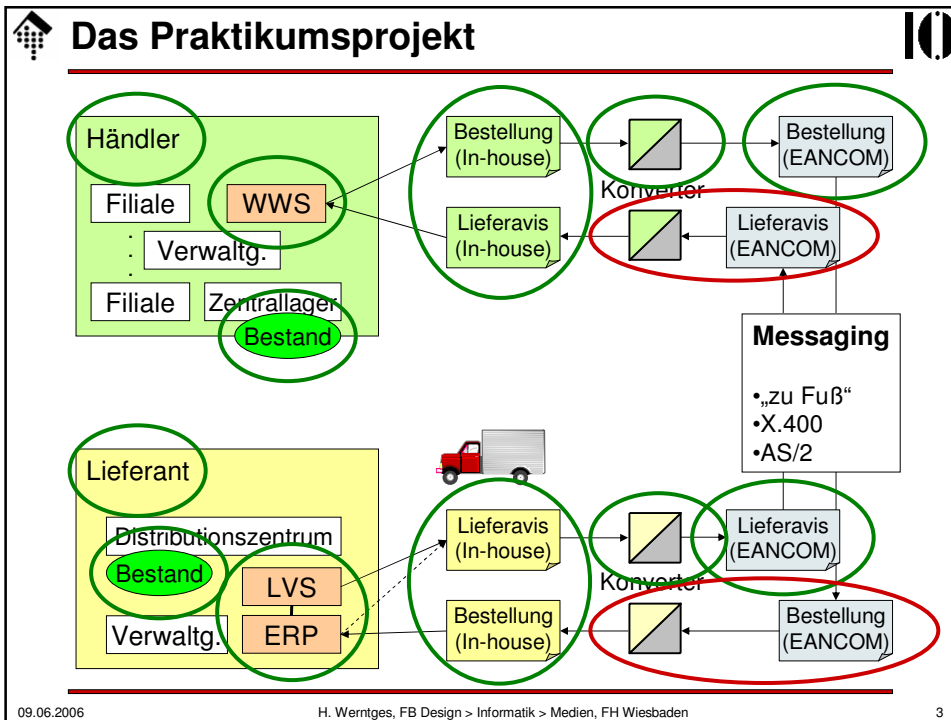 Das Praktikumsprojekt
Händler
Filiale
WWS
.
.
.
Verwaltg.
Filiale
Zentrallager
Bestand
Bestellung
(In-house)
Konverter
Bestellung
(EANCOM)
Lieferavis
(In-house)
Lieferavis
(EANCOM)
Messaging
•„zu Fuß“
•X.400
•AS/2
Lieferant
Distributionszentrum
Bestand
LVS
Verwaltg.
ERP
Lieferavis
(In-house)
Konverter
Lieferavis
(EANCOM)
Bestellung
(In-house)
Bestellung
(EANCOM)
09.06.2006
H. Werntges, FB Design > Informatik > Medien, FH Wiesbaden
3